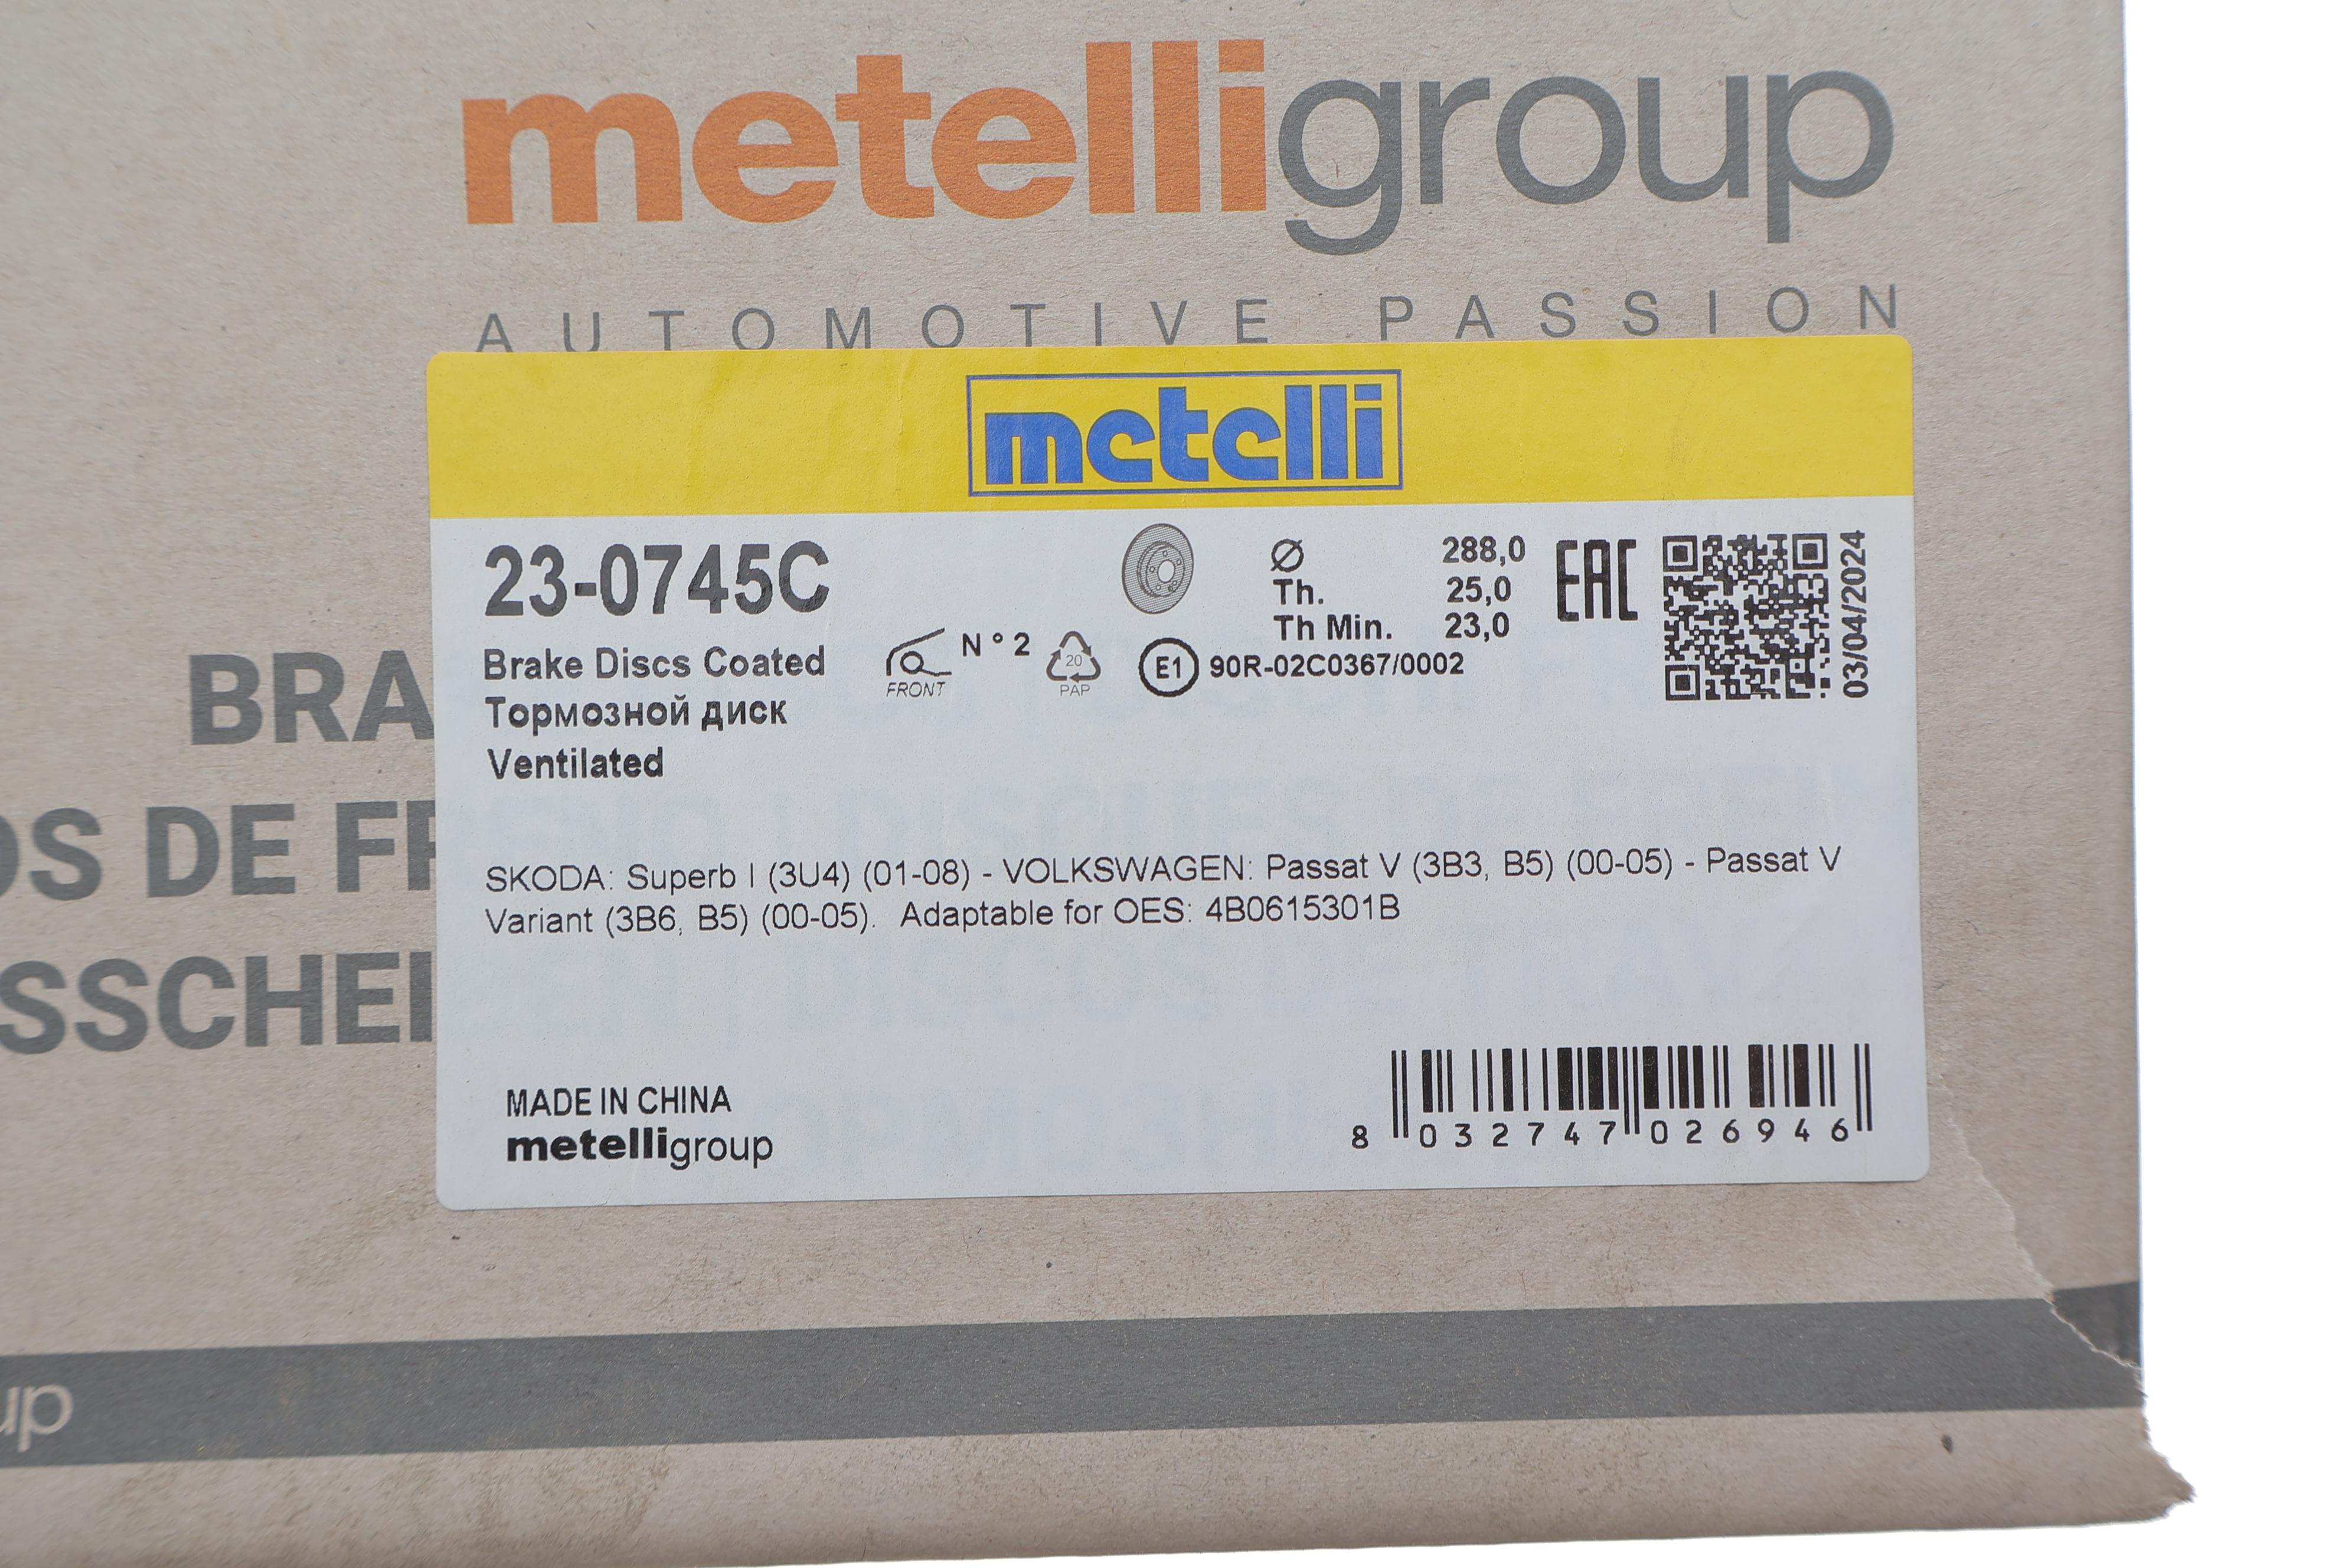 metelligroup
AUTOMOTIVE PASSION
metelli
23-0745C
Brake Discs Coated
Тормозной диск
Ventilated
FRONT
N°2
20
PAP
Ø 288,0
Th. 25,0
Th Min. 23,0
E1 90R-02C0367/0002
EAC
03/04/2024
SKODA: Superb I (3U4) (01-08) - VOLKSWAGEN: Passat V (3B3, B5) (00-05) - Passat V
Variant (3B6, B5) (00-05). Adaptable for OES: 4B0615301B
MADE IN CHINA
metelligroup
8 032747 026946
BRA
OS DE FR
SSCHEI
up